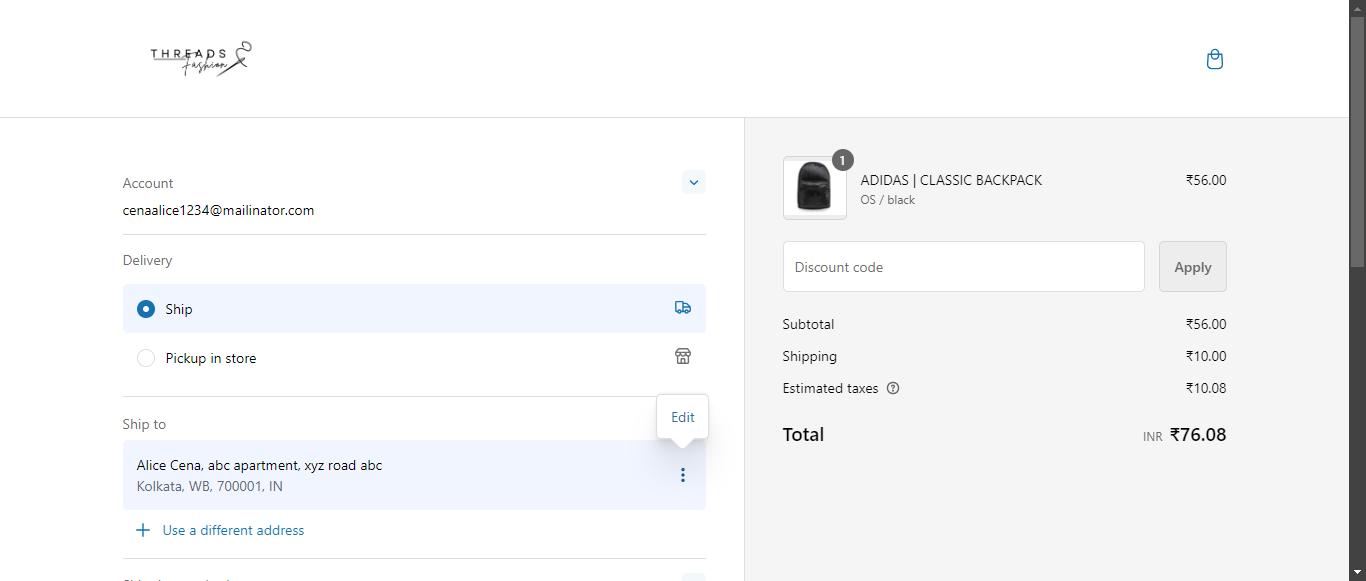 THREADS
Fashion
Account
cenaalice1234@mailinator.com
Delivery
Ship
Pickup in store
Ship to
Edit
Alice Cena, abc apartment, xyz road abc
Kolkata, WB, 700001, IN
Use a different address
1
ADIDAS | CLASSIC BACKPACK ₹56.00
OS / black
Discount code Apply
Subtotal ₹56.00
Shipping ₹10.00
Estimated taxes ₹10.08
Total INR ₹76.08